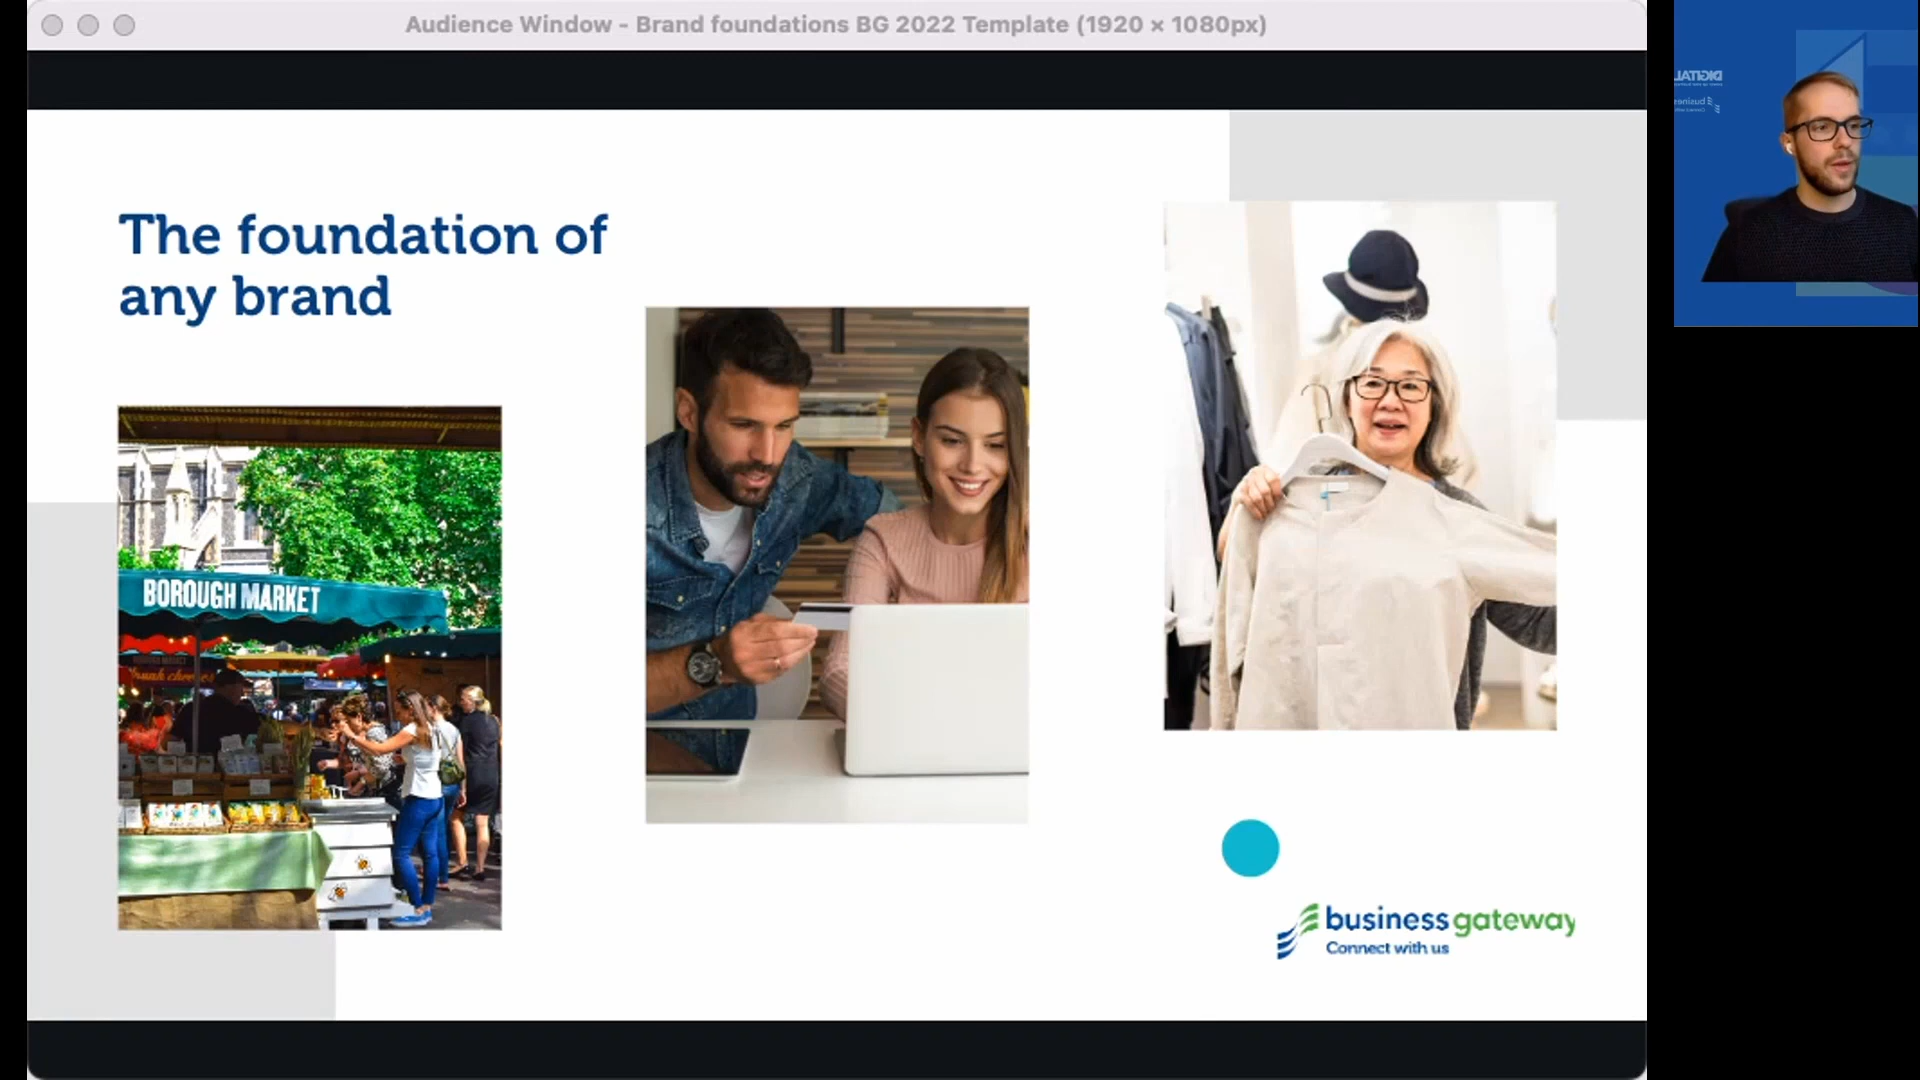 Audience Window - Brand foundations BG 2022 Template (1920 × 1080px)
The foundation of
any brand
BOROUGH MARKET
business gateway
Connect with us
DIGITAL